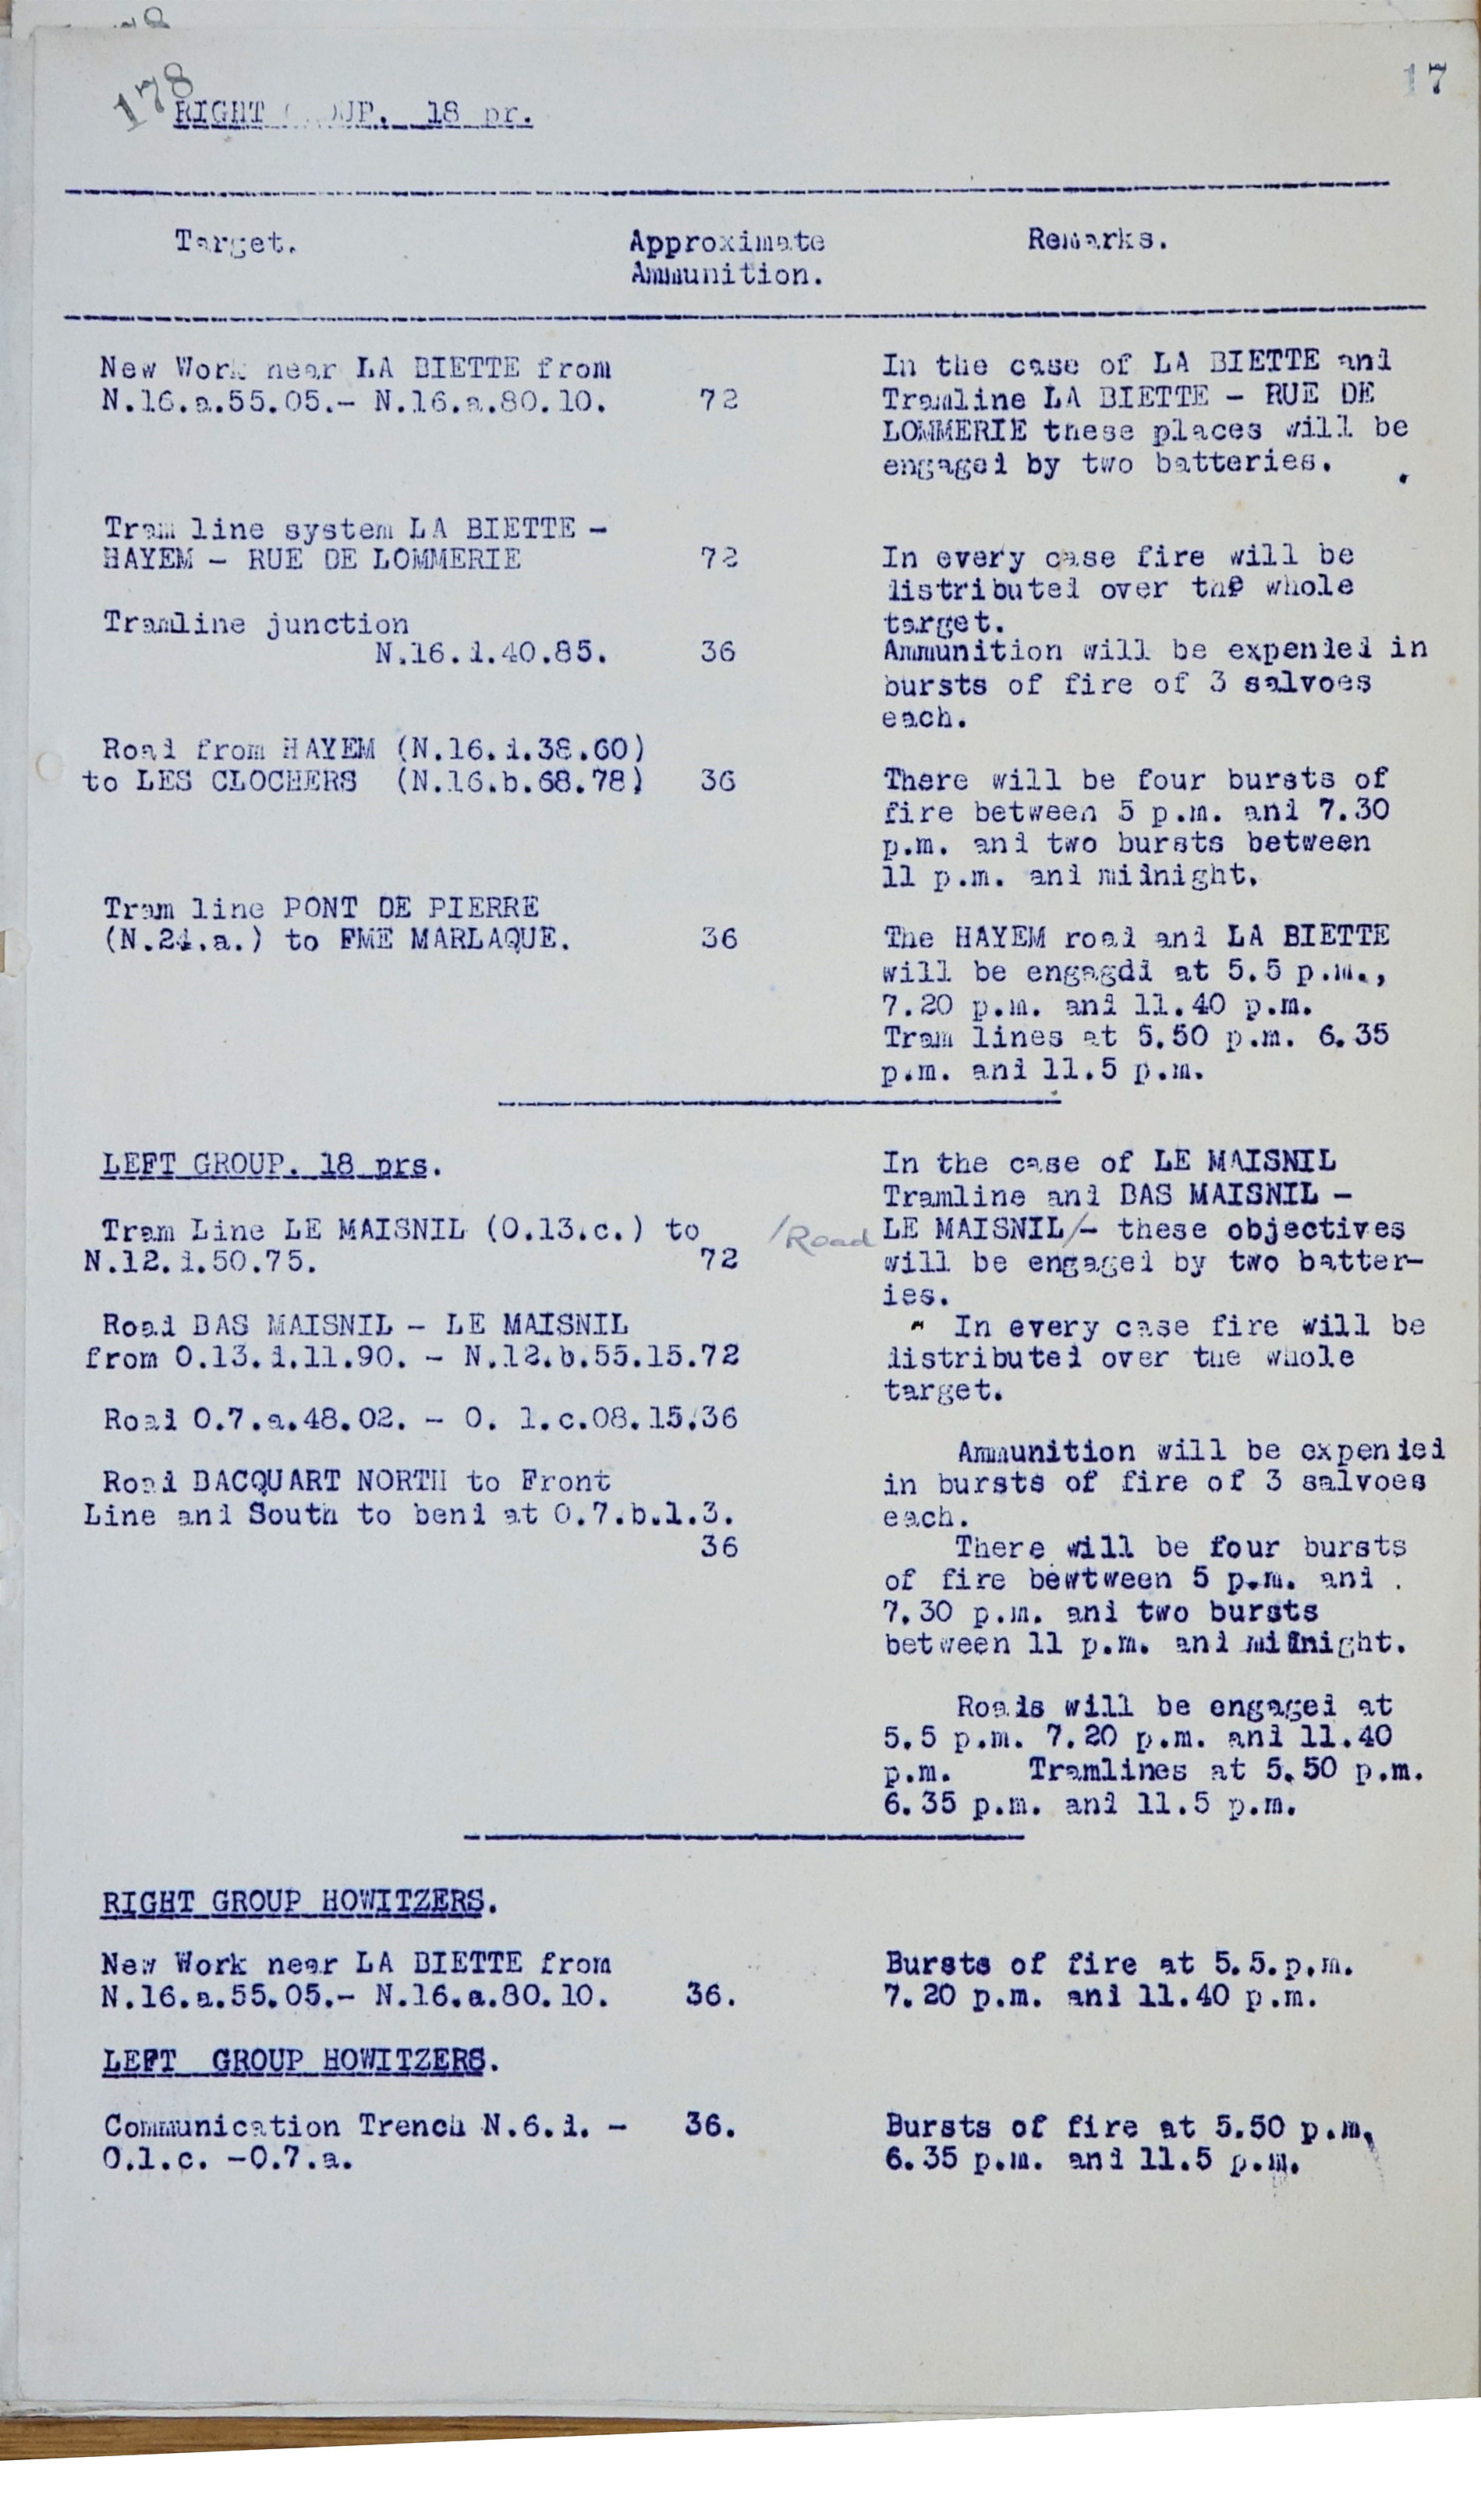 178
17
RIGHT GROUP. 18 pr.
Target.
Approximate
Ammunition.
Remarks.
New Work near LA BIETTE from
N.16.a.55.05.- N.16.a.80.10. 72
In the case of LA BIETTE and
Tramline LA BIETTE - RUE DE
LOMMERIE these places will be
engaged by two batteries.
Tram line system LA BIETTE -
HAYEM - RUE DE LOMMERIE 72
In every case fire will be
distributed over the whole
target.
Tramline junction
N.16.d.40.85. 36
Ammunition will be expended in
bursts of fire of 3 salvoes
each.
Road from HAYEM (N.16.d.38.60)
to LES CLOCHERS (N.16.b.68.78) 36
There will be four bursts of
fire between 5 p.m. and 7.30
p.m. and two bursts between
11 p.m. and midnight.
Tram line PONT DE PIERRE
(N.24.a.) to FME MARLAQUE. 36
The HAYEM road and LA BIETTE
will be engagdd at 5.5 p.m.,
7.20 p.m. and 11.40 p.m.
Tram lines at 5.50 p.m. 6.35
p.m. and 11.5 p.m.
LEFT GROUP. 18 prs.
Tram Line LE MAISNIL (O.13.c.) to
N.12.d.50.75. 72
Road BAS MAISNIL - LE MAISNIL
from O.13.d.11.90. - N.12.b.55.15.72
Road O.7.a.48.02. - O. 1.c.08.15.36
Road BACQUART NORTH to Front
Line and South to bend at O.7.b.1.3.
36
In the case of LE MAISNIL
Tramline and BAS MAISNIL -
/Road LE MAISNIL/- these objectives
will be engaged by two batter-
ies.
" In every case fire will be
distributed over the whole
target.
Ammunition will be expended
in bursts of fire of 3 salvoes
each.
There will be four bursts
of fire bewtween 5 p.m. and
7.30 p.m. and two bursts
between 11 p.m. and midnight.
Roads will be engaged at
5.5 p.m. 7.20 p.m. and 11.40
p.m. Tramlines at 5.50 p.m.
6.35 p.m. and 11.5 p.m.
RIGHT GROUP HOWITZERS.
New Work near LA BIETTE from
N.16.a.55.05.- N.16.a.80.10. 36.
Bursts of fire at 5.5.p.m.
7.20 p.m. and 11.40 p.m.
LEFT GROUP HOWITZERS.
Communication Trench N.6.d. - 36.
O.1.c. -O.7.a.
Bursts of fire at 5.50 p.m.
6.35 p.m. and 11.5 p.m.